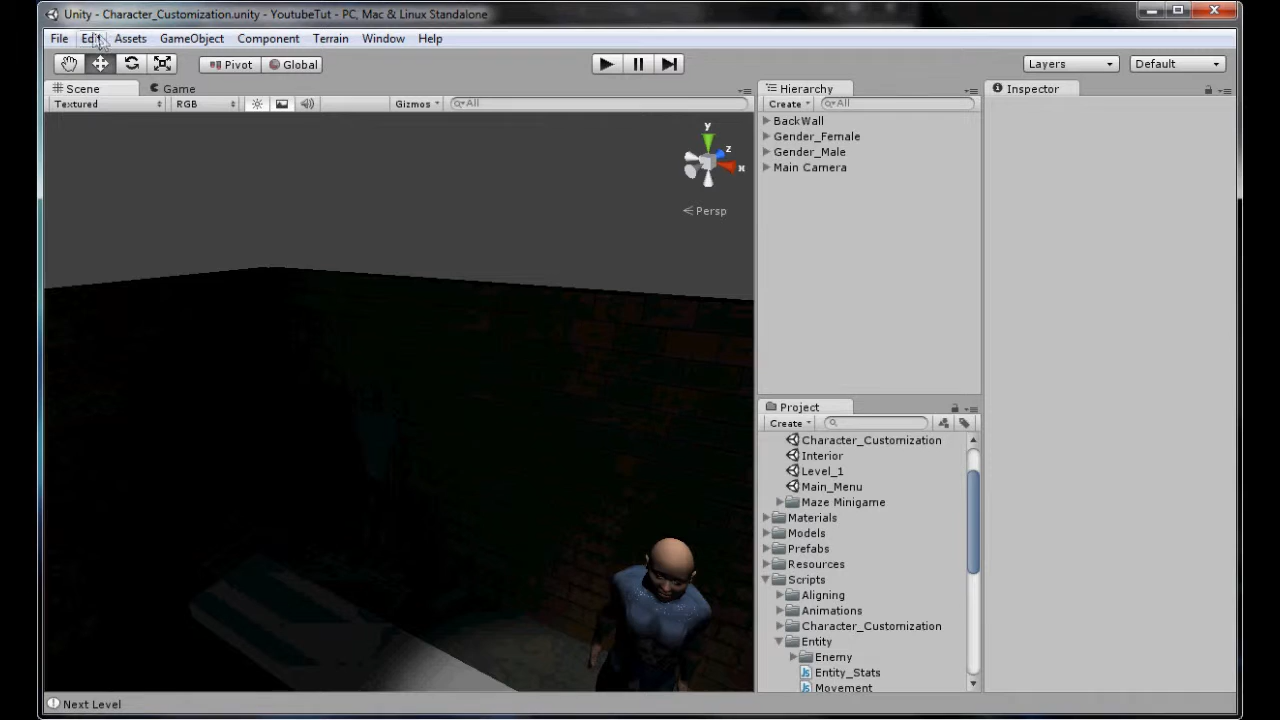 Unity - Character_Customization.unity - YoutubeTut - PC, Mac & Linux Standalone
File Edit Assets GameObject Component Terrain Window Help
Pivot Global Layers Default
Scene Game
Textured RGB Gizmos All
y
z
x
Persp
Hierarchy
Create All
BackWall
Gender_Female
Gender_Male
Main Camera
Project
Create
Character_Customization
Interior
Level_1
Main_Menu
Maze Minigame
Materials
Models
Prefabs
Resources
Scripts
Aligning
Animations
Character_Customization
Entity
Enemy
Entity_Stats
Movement
Inspector
Next Level